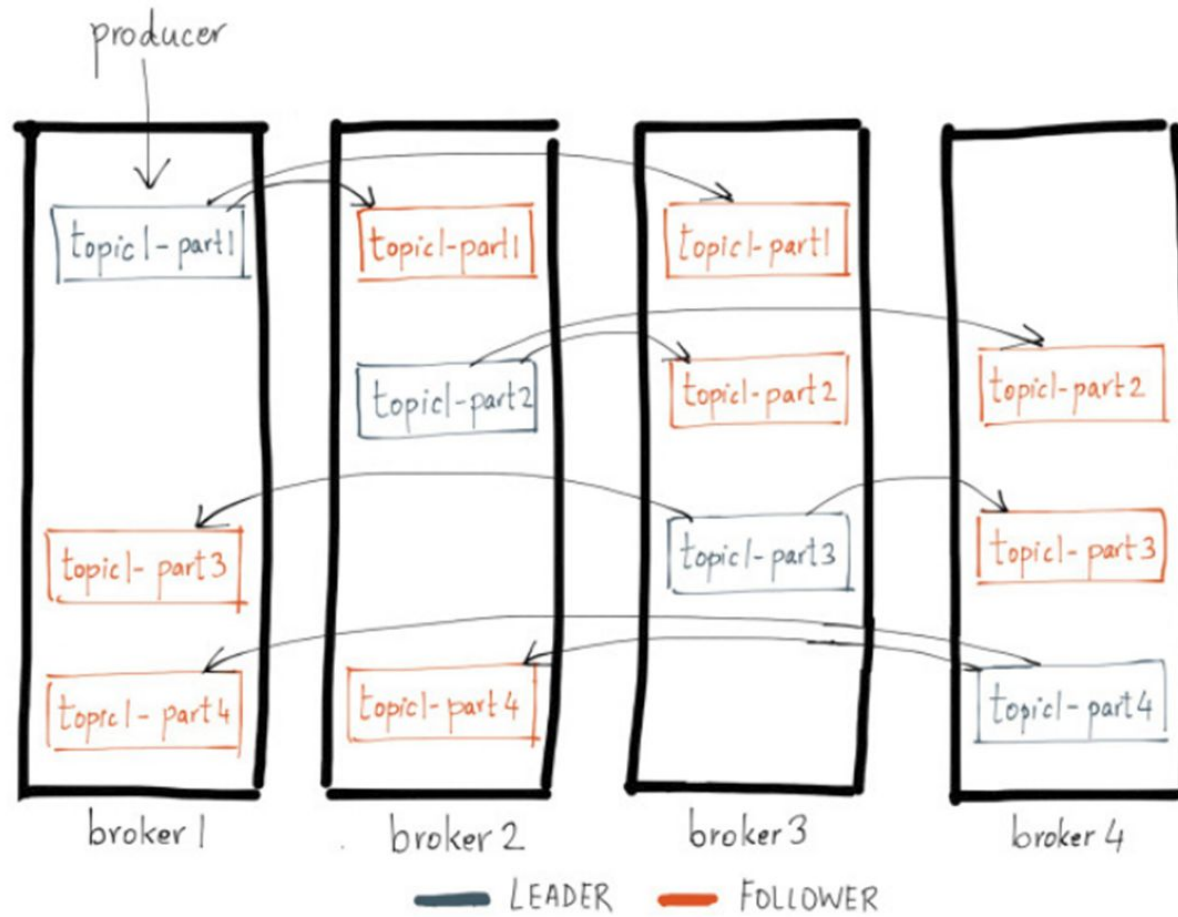 producer
topic1-part1
topic1-part1
topic1-part1
topic1-part2
topic1-part2
topic1-part2
topic1-part3
topic1-part3
topic1-part3
topic1-part4
topic1-part4
topic1-part4
broker 1
broker 2
broker 3
broker 4
LEADER
FOLLOWER